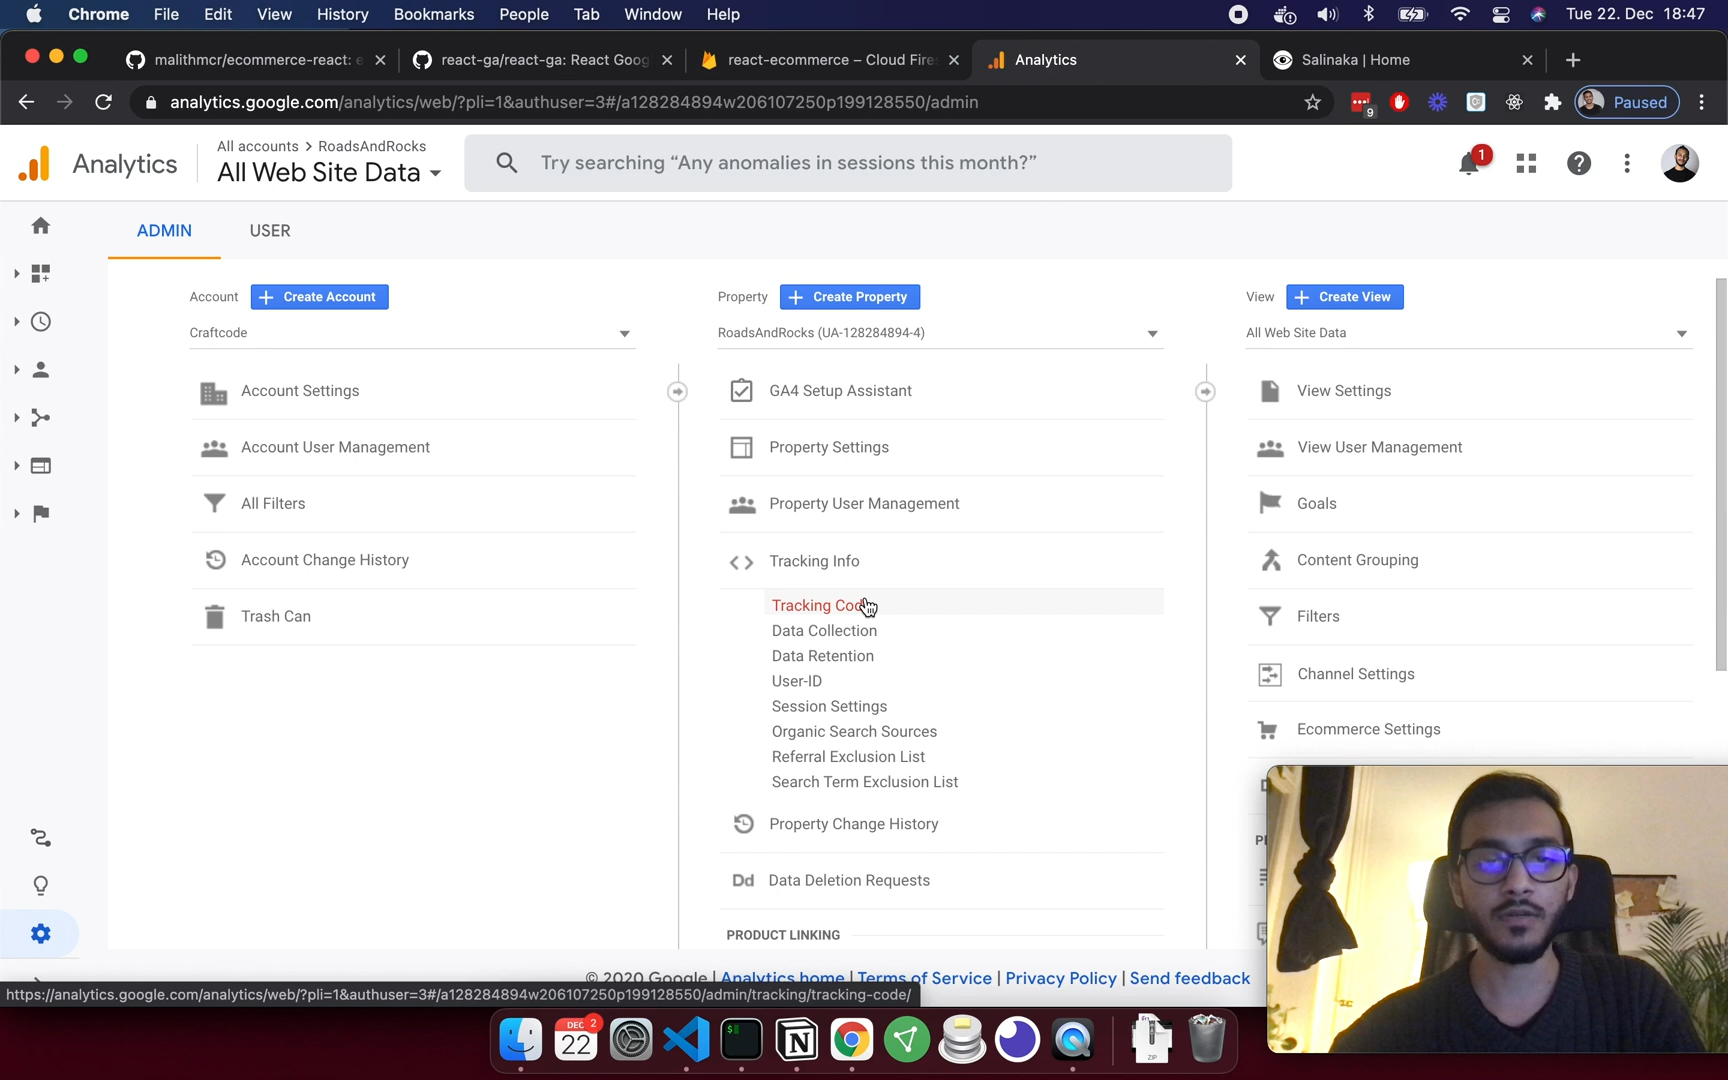 Chrome File Edit View History Bookmarks People Tab Window Help
Tue 22. Dec 18:47
malithmcr/ecommerce-react: e
react-ga/react-ga: React Goog
react-ecommerce – Cloud Fire
Analytics
Salinaka | Home
analytics.google.com/analytics/web/?pli=1&authuser=3#/a128284894w206107250p199128550/admin
9
Paused
Analytics
All accounts > RoadsAndRocks
All Web Site Data
Try searching “Any anomalies in sessions this month?”
1
ADMIN
USER
Account
Create Account
Craftcode
Account Settings
Account User Management
All Filters
Account Change History
Trash Can
Property
Create Property
RoadsAndRocks (UA-128284894-4)
GA4 Setup Assistant
Property Settings
Property User Management
Tracking Info
Tracking Code
Data Collection
Data Retention
User-ID
Session Settings
Organic Search Sources
Referral Exclusion List
Search Term Exclusion List
Property Change History
Dd Data Deletion Requests
PRODUCT LINKING
View
Create View
All Web Site Data
View Settings
View User Management
Goals
Content Grouping
Filters
Channel Settings
Ecommerce Settings
© 2020 Google | Analytics home | Terms of Service | Privacy Policy | Send feedback
https://analytics.google.com/analytics/web/?pli=1&authuser=3#/a128284894w206107250p199128550/admin/tracking/tracking-code/
DEC
2
22
ZIP